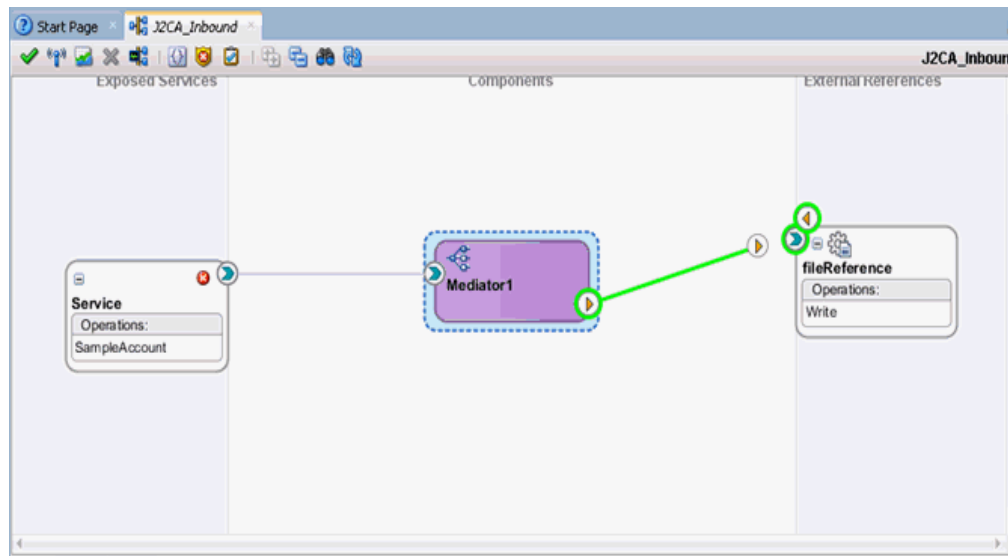 ? Start Page
J2CA_Inbound
J2CA_Inboun
Exposed Services
Components
External References
Service
Operations:
SampleAccount
Mediator1
fileReference
Operations:
Write